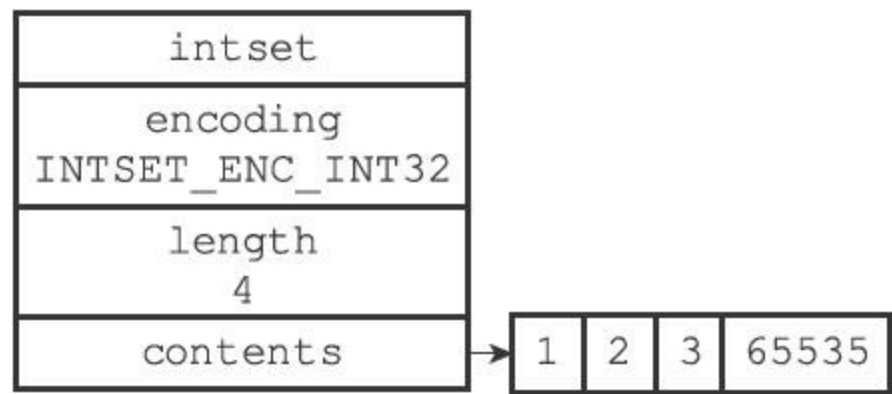 intset
encoding
INTSET_ENC_INT32
length
4
contents
1 2 3 65535